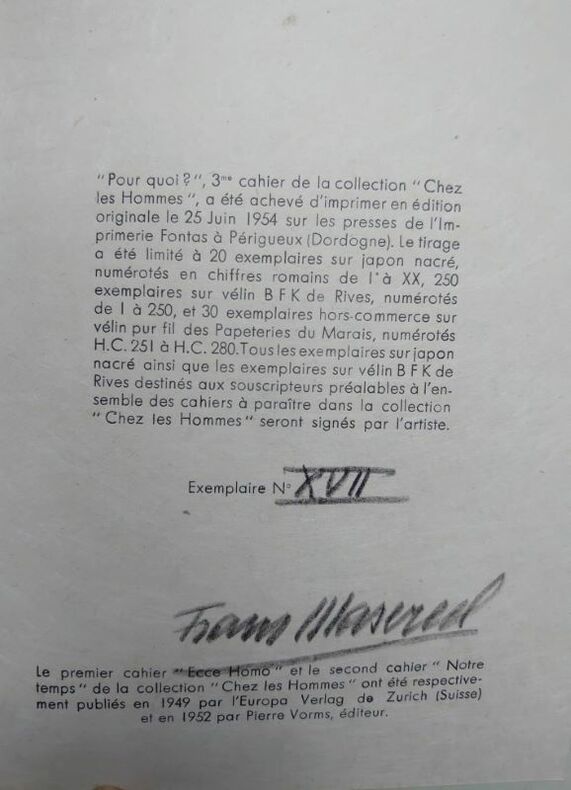 "Pour quoi?", 3me cahier de la collection "Chez
les Hommes", a été achevé d'imprimer en édition
originale le 25 Juin 1954 sur les presses de l'Im-
primerie Fontas à Périgueux (Dordogne). Le tirage
a été limité à 20 exemplaires sur japon nacré,
numérotés en chiffres romains de I à XX, 250
exemplaires sur vélin B F K de Rives, numérotés
de I à 250, et 30 exemplaires hors-commerce sur
vélin pur fil des Papeteries du Marais, numérotés
H.C. 251 à H.C. 280. Tous les exemplaires sur japon
nacré ainsi que les exemplaires sur vélin B F K de
Rives destinés aux souscripteurs préalables à l'en-
semble des cahiers à paraître dans la collection
"Chez les Hommes" seront signés par l'artiste.
Exemplaire N° XVII
Frans Masereel
Le premier cahier "Ecce Homo" et le second cahier "Notre
temps" de la collection "Chez les Hommes" ont été respective-
ment publiés en 1949 par l'Europa Verlag de Zurich (Suisse)
et en 1952 par Pierre Vorms, éditeur.